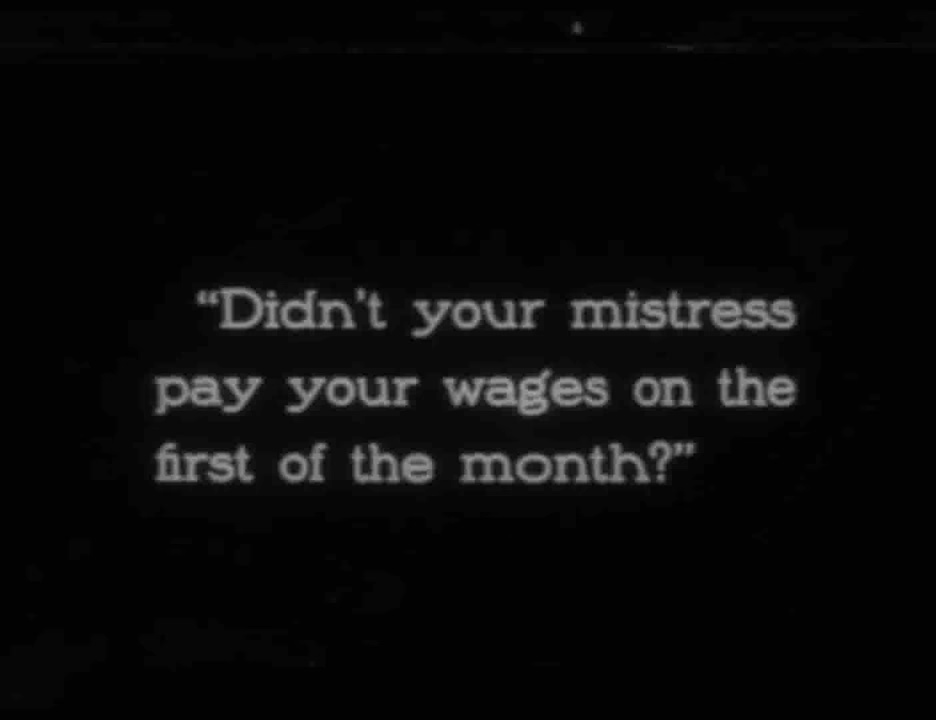 “Didn't your mistress
pay your wages on the
first of the month?”